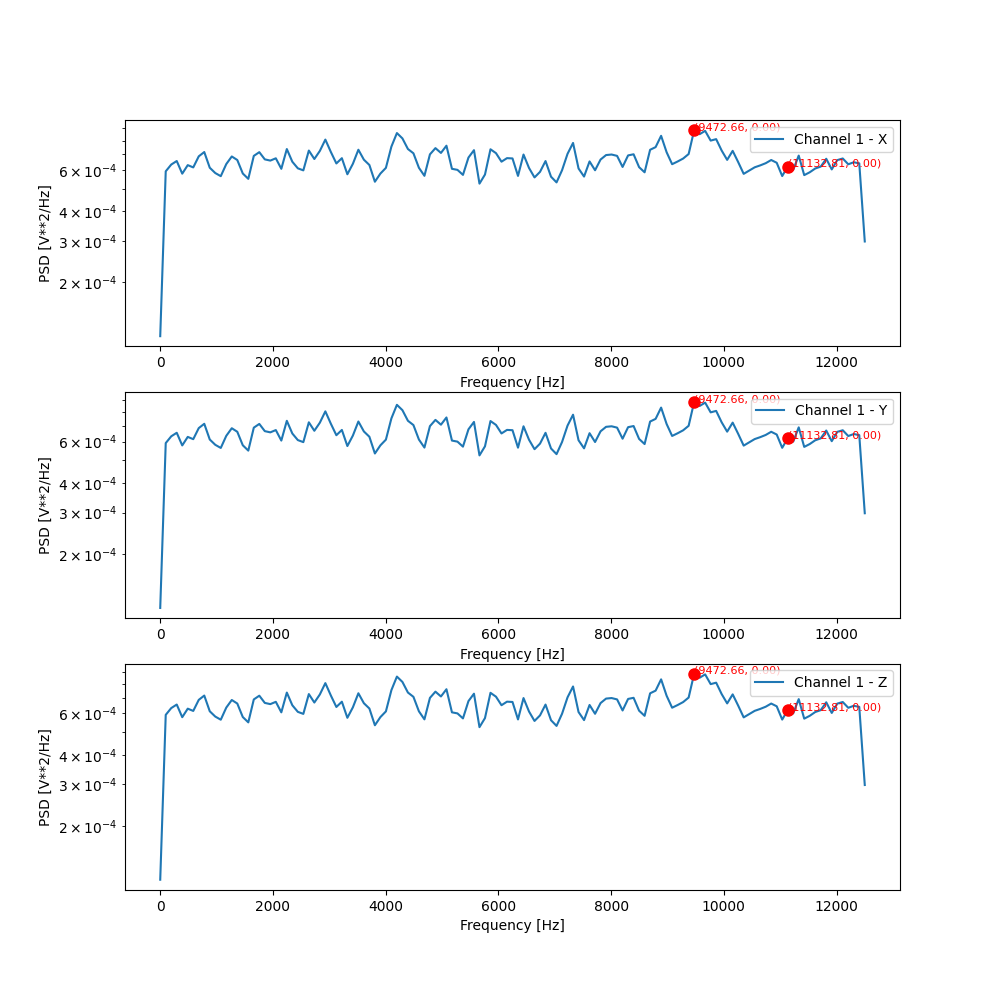 (9472.66, 0.00)
Channel 1 - X
(11132.81, 0.00)
6 × 10⁻⁴
4 × 10⁻⁴
3 × 10⁻⁴
2 × 10⁻⁴
PSD [V**2/Hz]
0 2000 4000 6000 8000 10000 12000
Frequency [Hz]
(9472.66, 0.00)
Channel 1 - Y
(11132.81, 0.00)
6 × 10⁻⁴
4 × 10⁻⁴
3 × 10⁻⁴
2 × 10⁻⁴
PSD [V**2/Hz]
0 2000 4000 6000 8000 10000 12000
Frequency [Hz]
(9472.66, 0.00)
Channel 1 - Z
(11132.81, 0.00)
6 × 10⁻⁴
4 × 10⁻⁴
3 × 10⁻⁴
2 × 10⁻⁴
PSD [V**2/Hz]
0 2000 4000 6000 8000 10000 12000
Frequency [Hz]